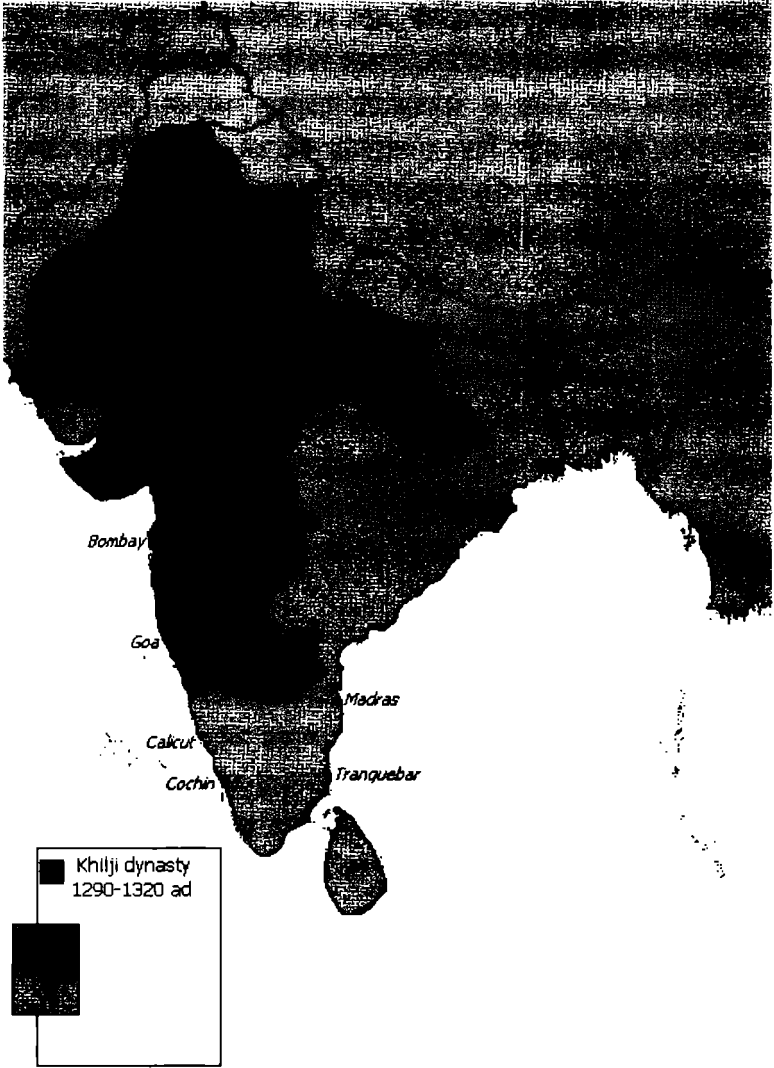 Bombay
Goa
Madras
Calicut
Tranquebar
Cochin
Khilji dynasty
1290-1320 ad